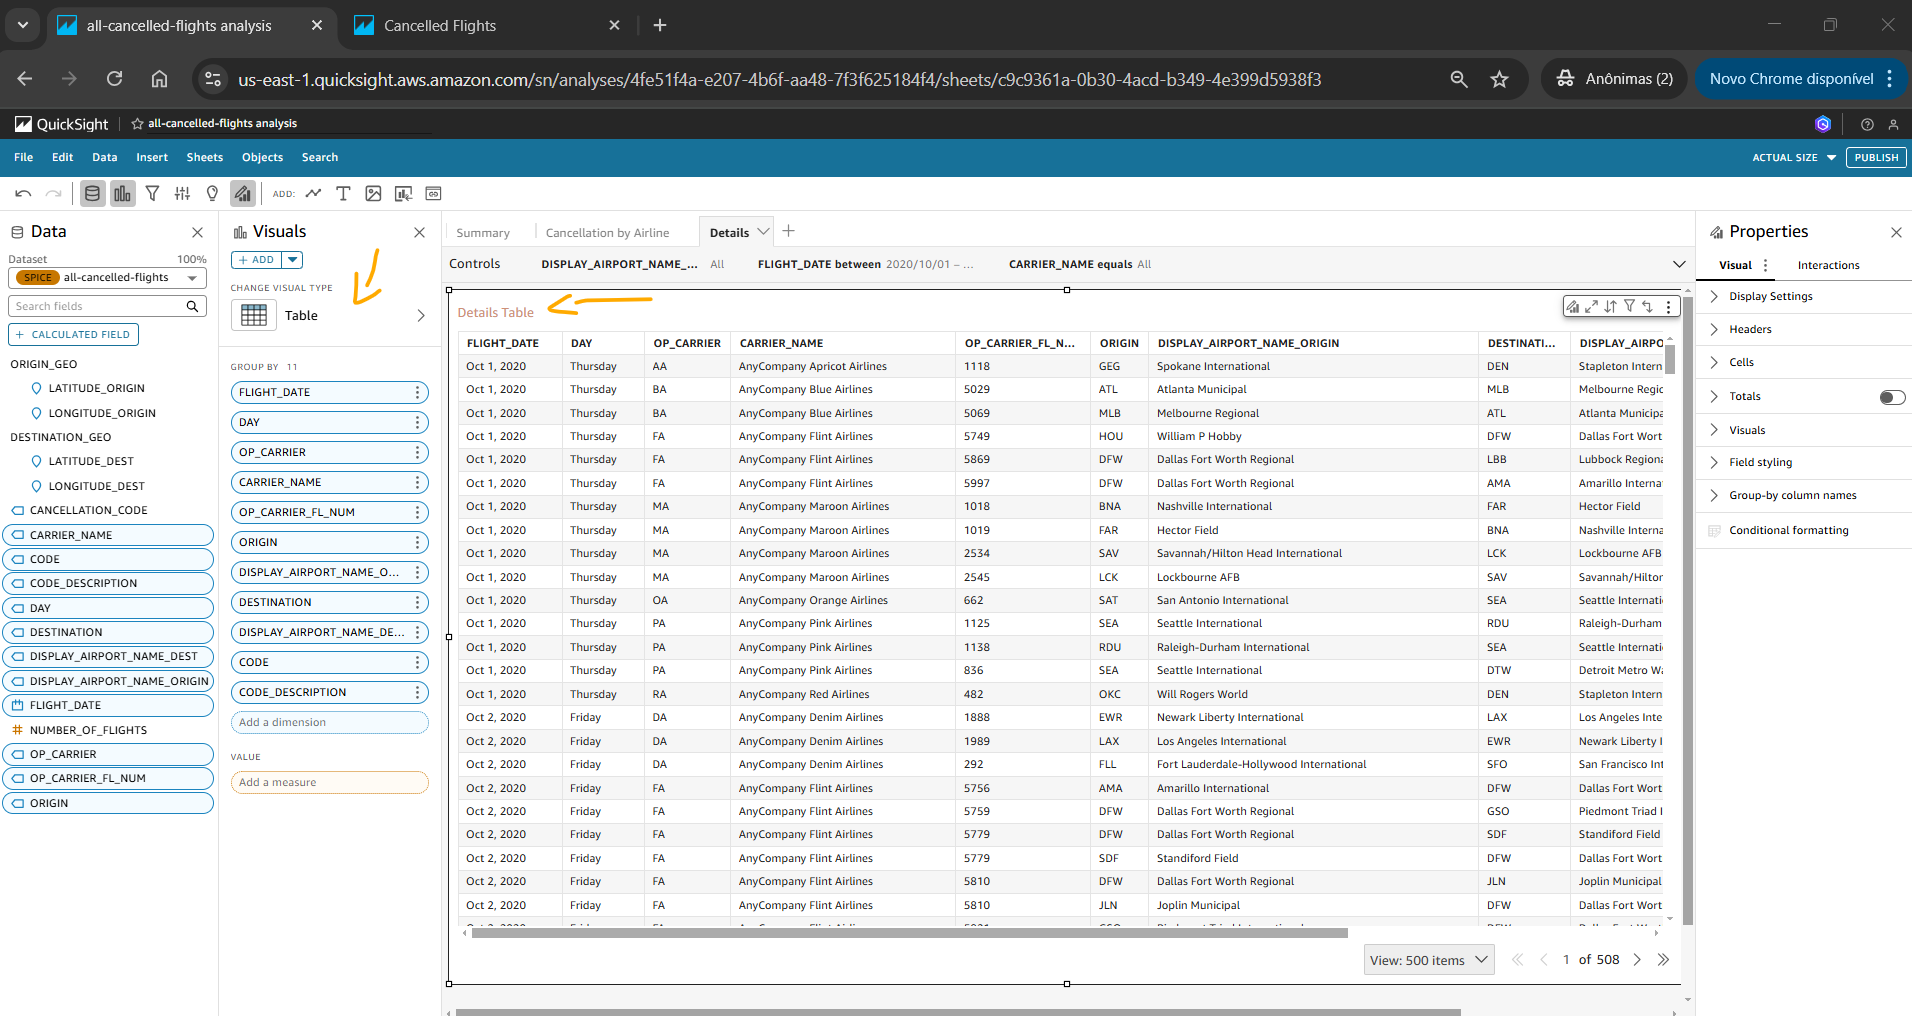 all-cancelled-flights analysis
Cancelled Flights
us-east-1.quicksight.aws.amazon.com/sn/analyses/4fe51f4a-e207-4b6f-aa48-7f3f625184f4/sheets/c9c9361a-0b30-4acd-b349-4e399d5938f3
Anônimas (2)
Novo Chrome disponível
QuickSight
all-cancelled-flights analysis
File Edit Data Insert Sheets Objects Search
ACTUAL SIZE
PUBLISH
ADD:
Data
Dataset 100%
SPICE all-cancelled-flights
Search fields
+ CALCULATED FIELD
ORIGIN_GEO
LATITUDE_ORIGIN
LONGITUDE_ORIGIN
DESTINATION_GEO
LATITUDE_DEST
LONGITUDE_DEST
CANCELLATION_CODE
CARRIER_NAME
CODE
CODE_DESCRIPTION
DAY
DESTINATION
DISPLAY_AIRPORT_NAME_DEST
DISPLAY_AIRPORT_NAME_ORIGIN
FLIGHT_DATE
NUMBER_OF_FLIGHTS
OP_CARRIER
OP_CARRIER_FL_NUM
ORIGIN
Visuals
+ ADD
CHANGE VISUAL TYPE
Table
GROUP BY 11
FLIGHT_DATE
DAY
OP_CARRIER
CARRIER_NAME
OP_CARRIER_FL_NUM
ORIGIN
DISPLAY_AIRPORT_NAME_O...
DESTINATION
DISPLAY_AIRPORT_NAME_DE...
CODE
CODE_DESCRIPTION
Add a dimension
VALUE
Add a measure
Summary Cancellation by Airline Details
Controls DISPLAY_AIRPORT_NAME_... All FLIGHT_DATE between 2020/10/01 – ... CARRIER_NAME equals All
Details Table
FLIGHT_DATE DAY OP_CARRIER CARRIER_NAME OP_CARRIER_FL_N... ORIGIN DISPLAY_AIRPORT_NAME_ORIGIN DESTINATI... DISPLAY_AIRPO
Oct 1, 2020 Thursday AA AnyCompany Apricot Airlines 1118 GEG Spokane International DEN Stapleton Intern
Oct 1, 2020 Thursday BA AnyCompany Blue Airlines 5029 ATL Atlanta Municipal MLB Melbourne Regic
Oct 1, 2020 Thursday BA AnyCompany Blue Airlines 5069 MLB Melbourne Regional ATL Atlanta Municipa
Oct 1, 2020 Thursday FA AnyCompany Flint Airlines 5749 HOU William P Hobby DFW Dallas Fort Wort
Oct 1, 2020 Thursday FA AnyCompany Flint Airlines 5869 DFW Dallas Fort Worth Regional LBB Lubbock Regiona
Oct 1, 2020 Thursday FA AnyCompany Flint Airlines 5997 DFW Dallas Fort Worth Regional AMA Amarillo Interna
Oct 1, 2020 Thursday MA AnyCompany Maroon Airlines 1018 BNA Nashville International FAR Hector Field
Oct 1, 2020 Thursday MA AnyCompany Maroon Airlines 1019 FAR Hector Field BNA Nashville Interna
Oct 1, 2020 Thursday MA AnyCompany Maroon Airlines 2534 SAV Savannah/Hilton Head International LCK Lockbourne AFB
Oct 1, 2020 Thursday MA AnyCompany Maroon Airlines 2545 LCK Lockbourne AFB SAV Savannah/Hiltor
Oct 1, 2020 Thursday OA AnyCompany Orange Airlines 662 SAT San Antonio International SEA Seattle Internati
Oct 1, 2020 Thursday PA AnyCompany Pink Airlines 1125 SEA Seattle International RDU Raleigh-Durham
Oct 1, 2020 Thursday PA AnyCompany Pink Airlines 1138 RDU Raleigh-Durham International SEA Seattle Internati
Oct 1, 2020 Thursday PA AnyCompany Pink Airlines 836 SEA Seattle International DTW Detroit Metro Wa
Oct 1, 2020 Thursday RA AnyCompany Red Airlines 482 OKC Will Rogers World DEN Stapleton Intern
Oct 2, 2020 Friday DA AnyCompany Denim Airlines 1888 EWR Newark Liberty International LAX Los Angeles Inte
Oct 2, 2020 Friday DA AnyCompany Denim Airlines 1989 LAX Los Angeles International EWR Newark Liberty I
Oct 2, 2020 Friday DA AnyCompany Denim Airlines 292 FLL Fort Lauderdale-Hollywood International SFO San Francisco Int
Oct 2, 2020 Friday FA AnyCompany Flint Airlines 5756 AMA Amarillo International DFW Dallas Fort Wort
Oct 2, 2020 Friday FA AnyCompany Flint Airlines 5759 DFW Dallas Fort Worth Regional GSO Piedmont Triad I
Oct 2, 2020 Friday FA AnyCompany Flint Airlines 5779 DFW Dallas Fort Worth Regional SDF Standiford Field
Oct 2, 2020 Friday FA AnyCompany Flint Airlines 5779 SDF Standiford Field DFW Dallas Fort Wort
Oct 2, 2020 Friday FA AnyCompany Flint Airlines 5810 DFW Dallas Fort Worth Regional JLN Joplin Municipal
Oct 2, 2020 Friday FA AnyCompany Flint Airlines 5810 JLN Joplin Municipal DFW Dallas Fort Wort
View: 500 items 1 of 508
Properties
Visual Interactions
Display Settings
Headers
Cells
Totals
Visuals
Field styling
Group-by column names
Conditional formatting